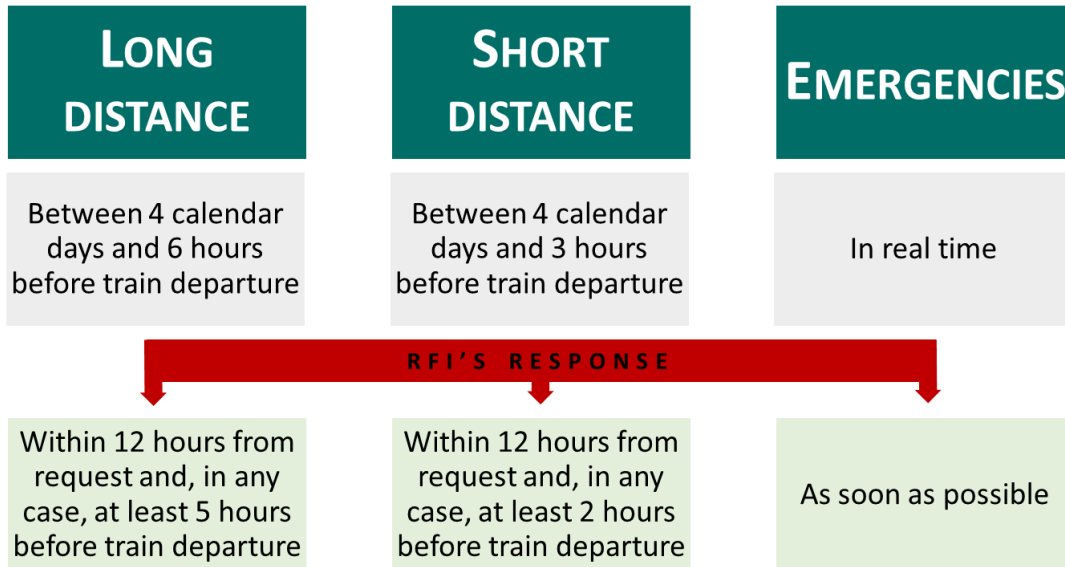 LONG
DISTANCE
Between 4 calendar
days and 6 hours
before train departure
SHORT
DISTANCE
Between 4 calendar
days and 3 hours
before train departure
EMERGENCIES
In real time
RFI’S RESPONSE
Within 12 hours from
request and, in any
case, at least 5 hours
before train departure
Within 12 hours from
request and, in any
case, at least 2 hours
before train departure
As soon as possible